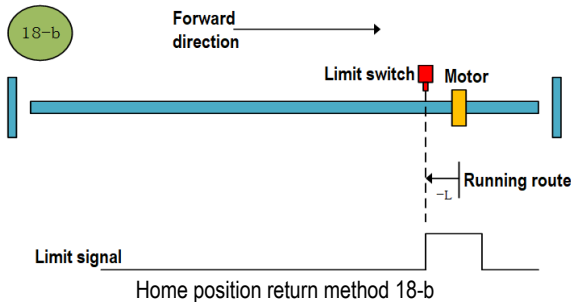 18-b
Forward
direction
Limit switch
Motor
Running route
-L
Limit signal
Home position return method 18-b